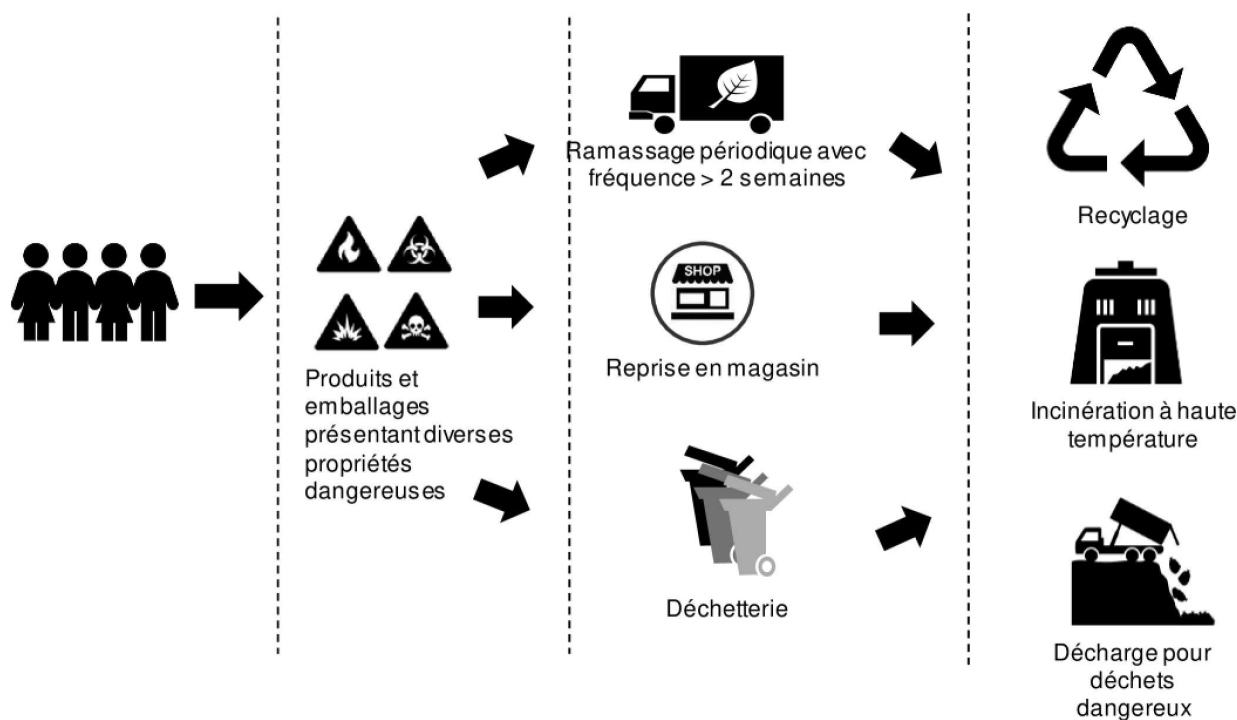 Ramassage périodique avec
fréquence > 2 semaines
Recyclage
SHOP
Reprise en magasin
Produits et
emballages
présentant diverses
propriétés
dangereuses
Incinération à haute
température
Déchetterie
Décharge pour
déchets
dangereux